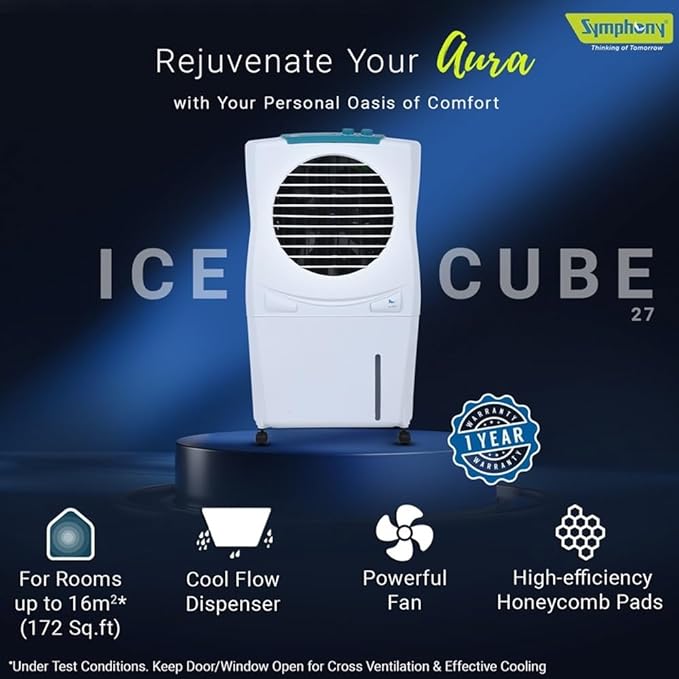 Symphony
Thinking of Tomorrow
Rejuvenate Your Aura
with Your Personal Oasis of Comfort
ICE CUBE
27
WARRANTY
1 YEAR
WARRANTY
For Rooms
up to 16m²*
(172 Sq.ft)
Cool Flow
Dispenser
Powerful
Fan
High-efficiency
Honeycomb Pads
*Under Test Conditions. Keep Door/Window Open for Cross Ventilation & Effective Cooling